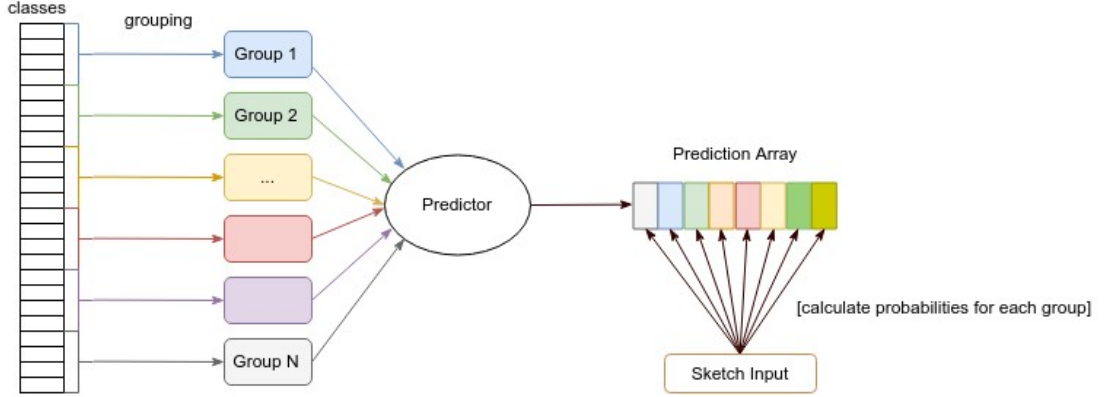 classes
grouping
Group 1
Group 2
...
Group N
Predictor
Prediction Array
[calculate probabilities for each group]
Sketch Input